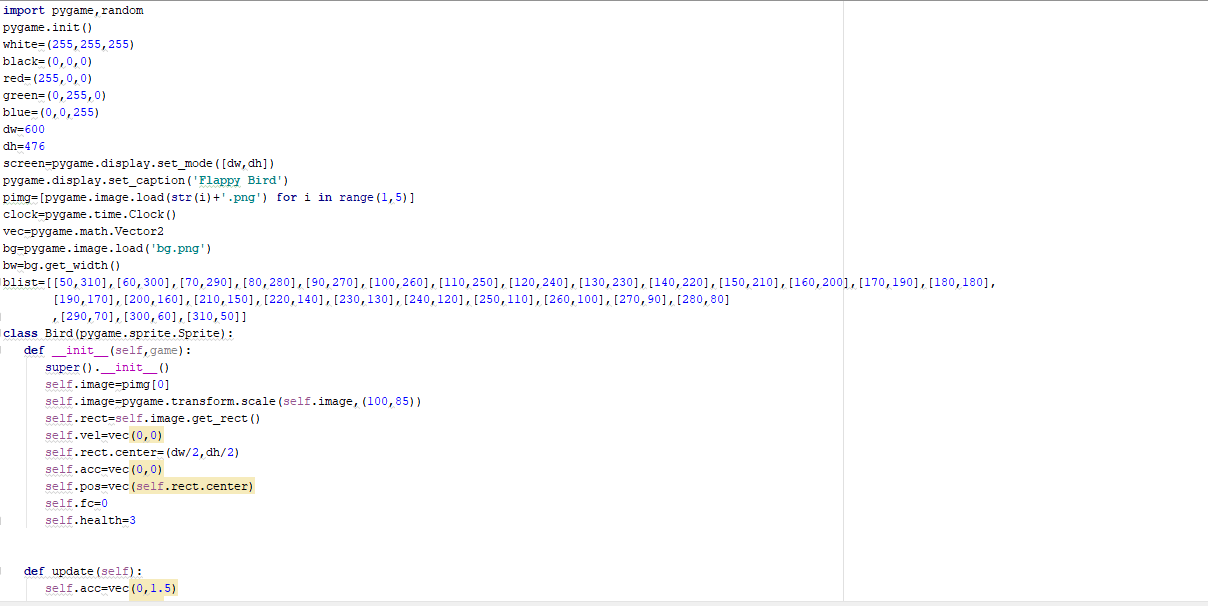 import pygame,random
pygame.init()
white=(255,255,255)
black=(0,0,0)
red=(255,0,0)
green=(0,255,0)
blue=(0,0,255)
dw=600
dh=476
screen=pygame.display.set_mode([dw,dh])
pygame.display.set_caption('Flappy Bird')
pimg=[pygame.image.load(str(i)+'.png') for i in range(1,5)]
clock=pygame.time.Clock()
vec=pygame.math.Vector2
bg=pygame.image.load('bg.png')
bw=bg.get_width()
blist=[[50,310],[60,300],[70,290],[80,280],[90,270],[100,260],[110,250],[120,240],[130,230],[140,220],[150,210],[160,200],[170,190],[180,180],
[190,170],[200,160],[210,150],[220,140],[230,130],[240,120],[250,110],[260,100],[270,90],[280,80]
,[290,70],[300,60],[310,50]]
class Bird(pygame.sprite.Sprite):
def __init__(self,game):
super().__init__()
self.image=pimg[0]
self.image=pygame.transform.scale(self.image,(100,85))
self.rect=self.image.get_rect()
self.vel=vec(0,0)
self.rect.center=(dw/2,dh/2)
self.acc=vec(0,0)
self.pos=vec(self.rect.center)
self.fc=0
self.health=3
def update(self):
self.acc=vec(0,1.5)